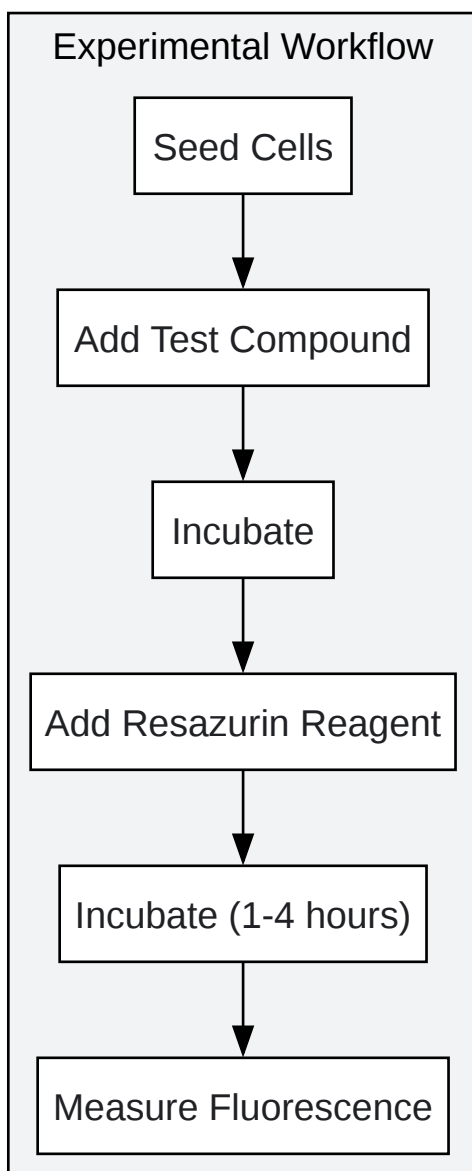 Experimental Workflow
Seed Cells
Add Test Compound
Incubate
Add Resazurin Reagent
Incubate (1-4 hours)
Measure Fluorescence